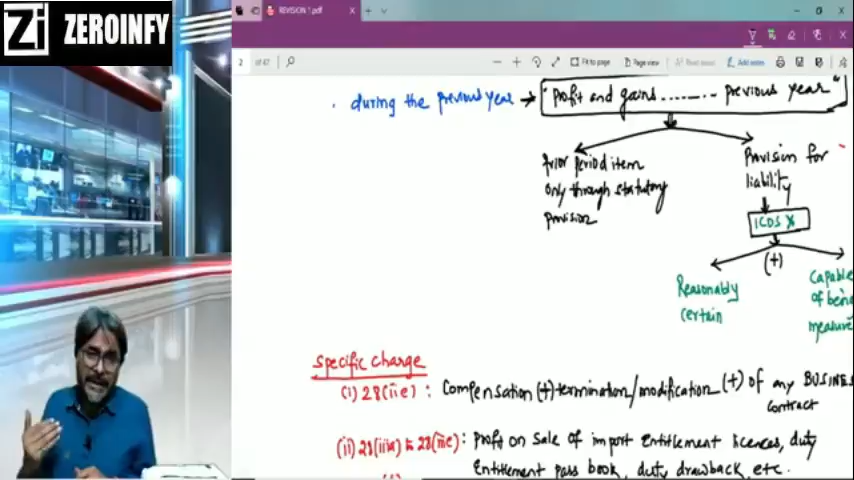 Zi ZEROINFY
REVISION 1.pdf
2 of 47
Fit to page
Page view
Add notes
during the previous year → "Profit and gains ........ previous year"
Prior period item
only through statutory
provision
Provision for
liability
ICDS X
(+)
Reasonably
certain
Capable
of being
measure
Specific charge
(i) 28(iie) : Compensation (+) termination/modification (+) of any BUSINES
contract
(ii) 28(iiia) to 28(iiie) : Profit on sale of import Entitlement licences, duty
Entitlement pass book, duty drawback, etc.